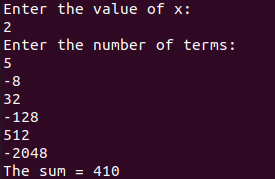 Enter the value of x:
2
Enter the number of terms:
5
-8
32
-128
512
-2048
The sum = 410